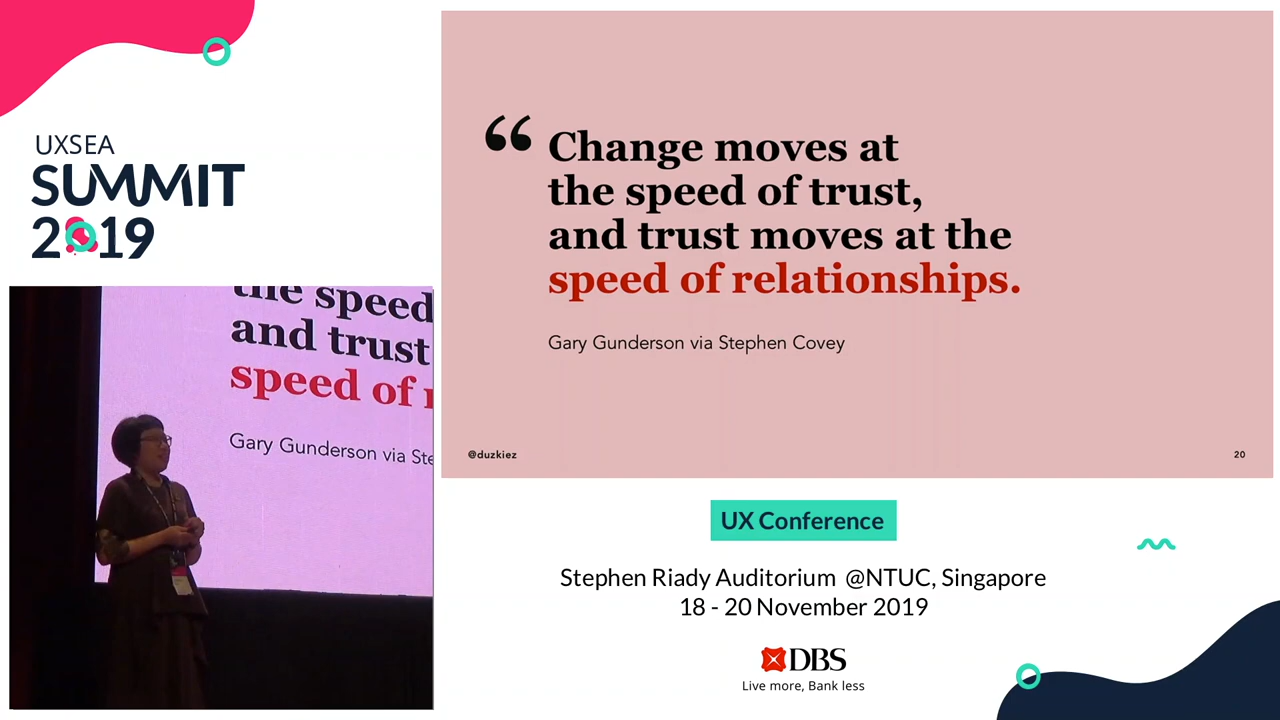 UXSEA
SUMMIT
2019
“ Change moves at
the speed of trust,
and trust moves at the
speed of relationships.
Gary Gunderson via Stephen Covey
@duzkiez
20
the speed
and trust
speed of
Gary Gunderson via Ste
UX Conference
Stephen Riady Auditorium @NTUC, Singapore
18 - 20 November 2019
DBS
Live more, Bank less